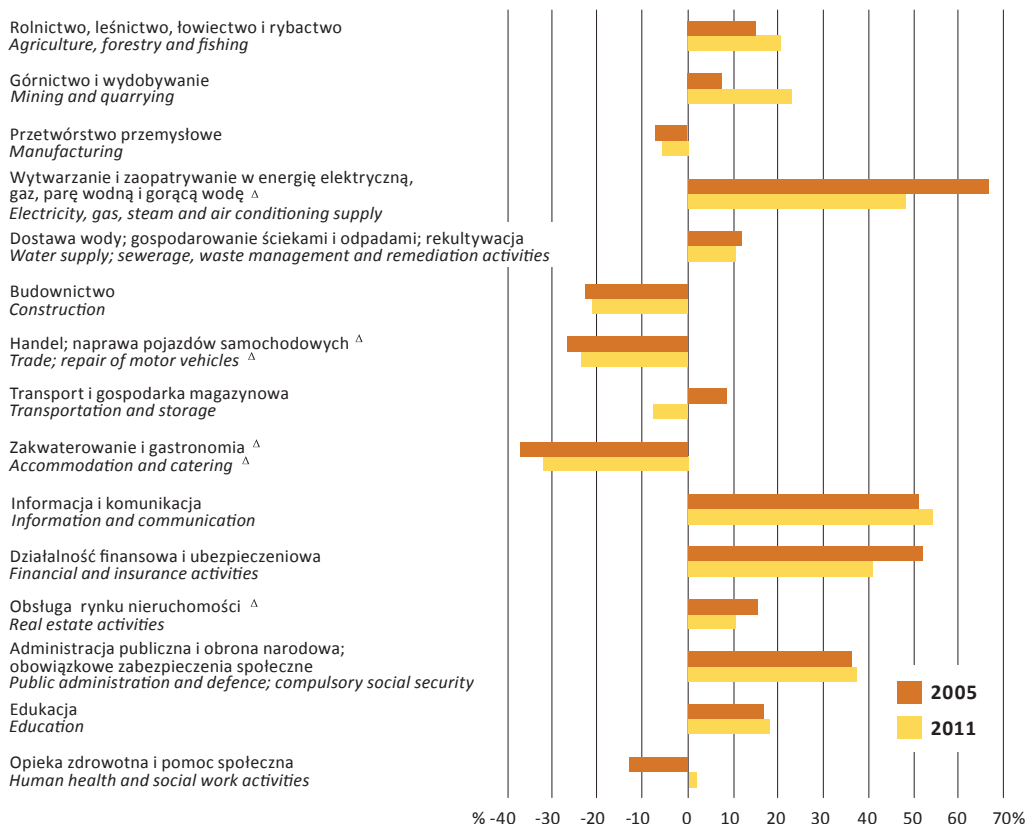 Rolnictwo, leśnictwo, łowiectwo i rybactwo
Agriculture, forestry and fishing
Górnictwo i wydobywanie
Mining and quarrying
Przetwórstwo przemysłowe
Manufacturing
Wytwarzanie i zaopatrywanie w energię elektryczną,
gaz, parę wodną i gorącą wodę Δ
Electricity, gas, steam and air conditioning supply
Dostawa wody; gospodarowanie ściekami i odpadami; rekultywacja
Water supply; sewerage, waste management and remediation activities
Budownictwo
Construction
Handel; naprawa pojazdów samochodowych Δ
Trade; repair of motor vehicles Δ
Transport i gospodarka magazynowa
Transportation and storage
Zakwaterowanie i gastronomia Δ
Accommodation and catering Δ
Informacja i komunikacja
Information and communication
Działalność finansowa i ubezpieczeniowa
Financial and insurance activities
Obsługa rynku nieruchomości Δ
Real estate activities
Administracja publiczna i obrona narodowa;
obowiązkowe zabezpieczenia społeczne
Public administration and defence; compulsory social security
Edukacja
Education
Opieka zdrowotna i pomoc społeczna
Human health and social work activities
2005
2011
% -40 -30 -20 -10 0 10 20 30 40 50 60 70%